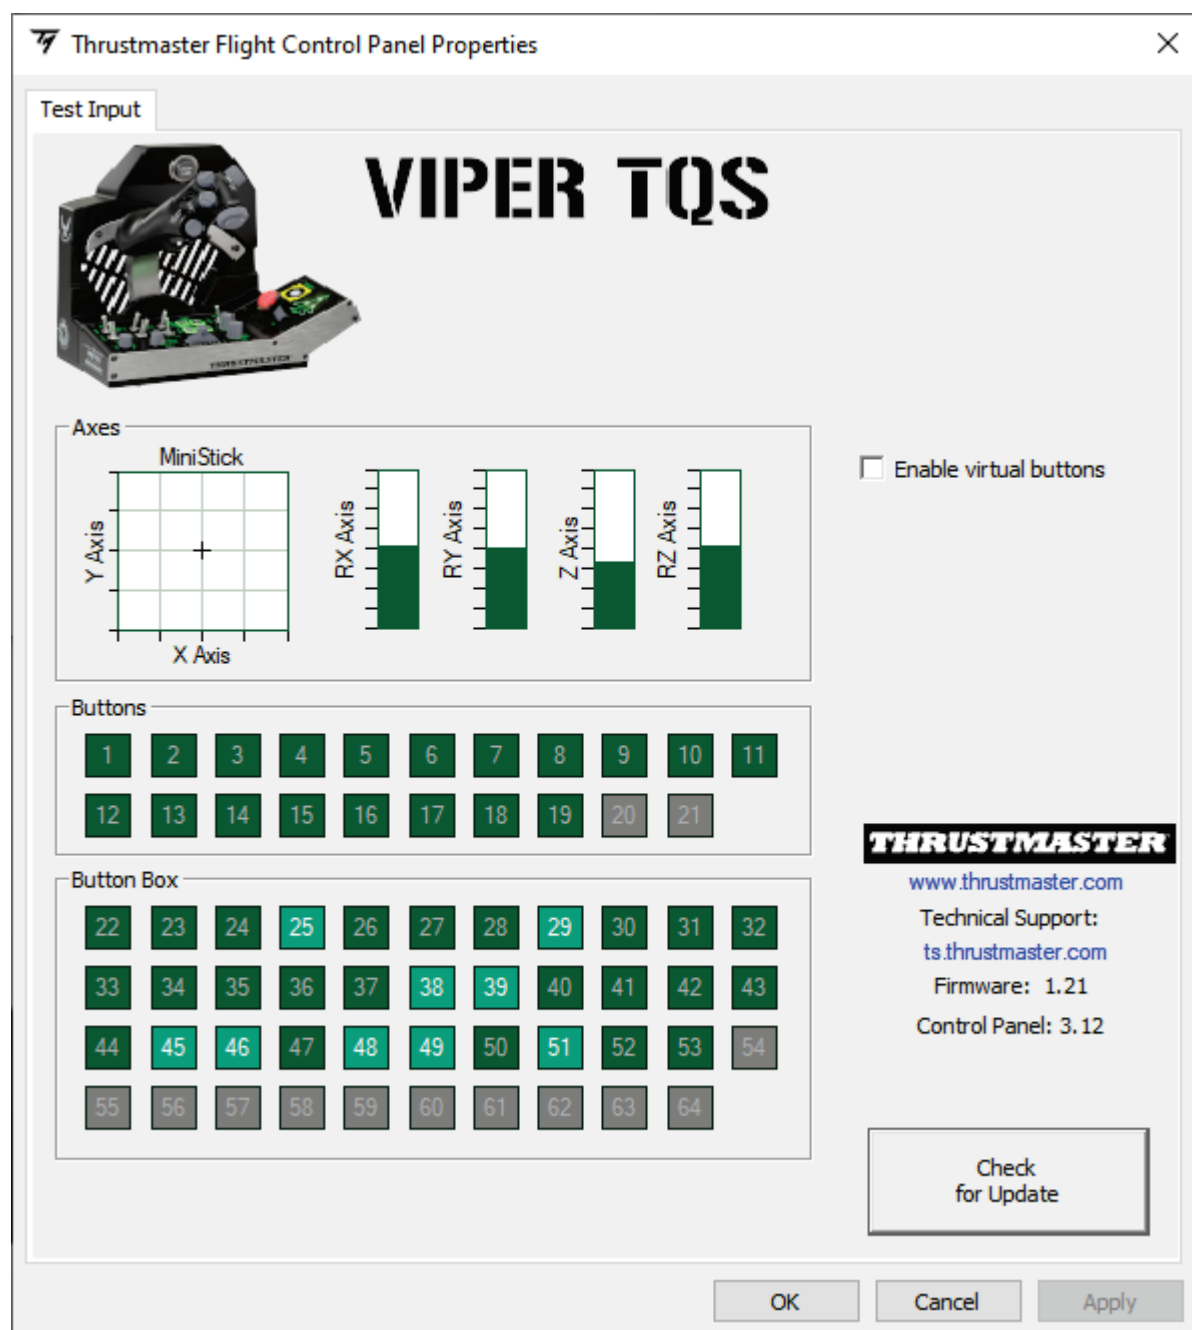 Thrustmaster Flight Control Panel Properties
Test Input
VIPER TQS
THRUSTMASTER
Axes
MiniStick
Y Axis
X Axis
RX Axis
RY Axis
Z Axis
RZ Axis
Enable virtual buttons
Buttons
1 2 3 4 5 6 7 8 9 10 11
12 13 14 15 16 17 18 19 20 21
Button Box
22 23 24 25 26 27 28 29 30 31 32
33 34 35 36 37 38 39 40 41 42 43
44 45 46 47 48 49 50 51 52 53 54
55 56 57 58 59 60 61 62 63 64
THRUSTMASTER
www.thrustmaster.com
Technical Support:
ts.thrustmaster.com
Firmware: 1.21
Control Panel: 3.12
Check
for Update
OK
Cancel
Apply